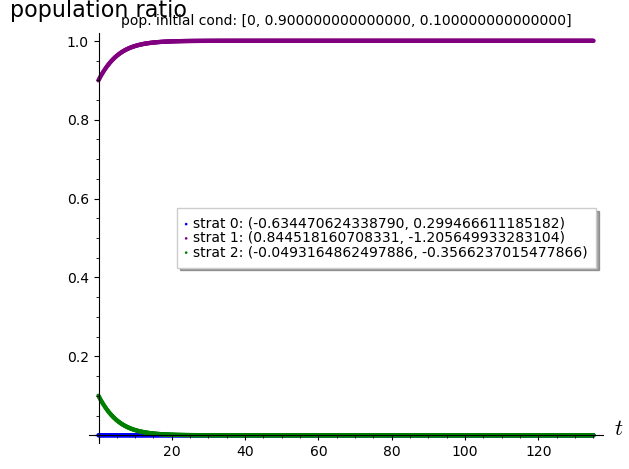 population ratio
pop. initial cond: [0, 0.900000000000000, 0.100000000000000]
1.0
0.8
0.6
strat 0: (-0.634470624338790, 0.299466611185182)
strat 1: (0.844518160708331, -1.205649933283104)
strat 2: (-0.0493164862497886, -0.3566237015477866)
0.4
0.2
t
20 40 60 80 100 120